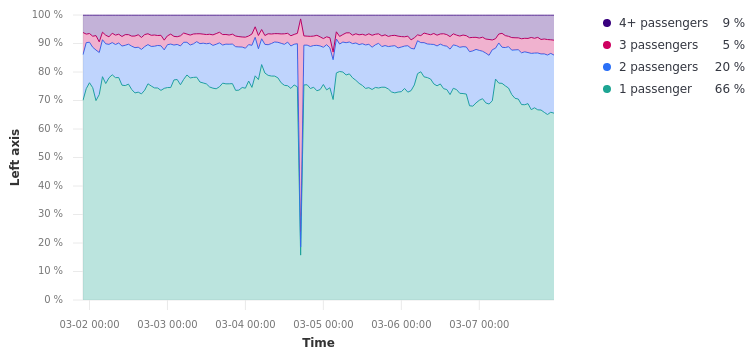 100 %
90 %
80 %
70 %
60 %
50 %
40 %
30 %
20 %
10 %
0 %
Left axis
03-02 00:00 03-03 00:00 03-04 00:00 03-05 00:00 03-06 00:00 03-07 00:00
Time
4+ passengers 9 %
3 passengers 5 %
2 passengers 20 %
1 passenger 66 %